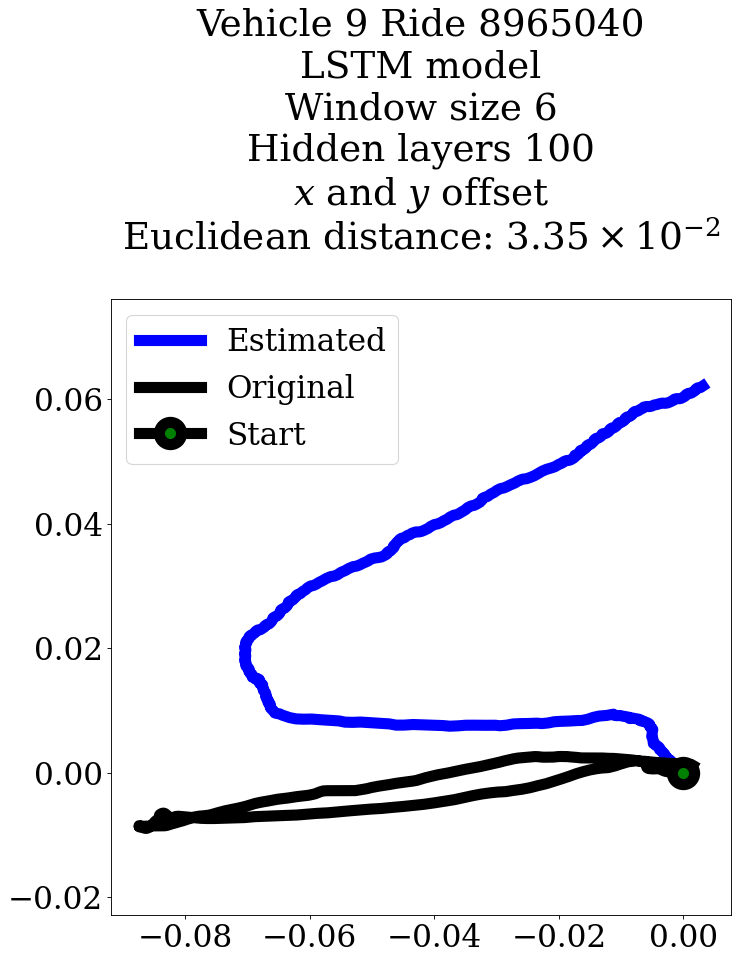 Vehicle 9 Ride 8965040
LSTM model
Window size 6
Hidden layers 100
x and y offset
Euclidean distance: 3.35 × 10⁻²
Estimated
Original
Start
0.06
0.04
0.02
0.00
−0.02
−0.08 −0.06 −0.04 −0.02 0.00